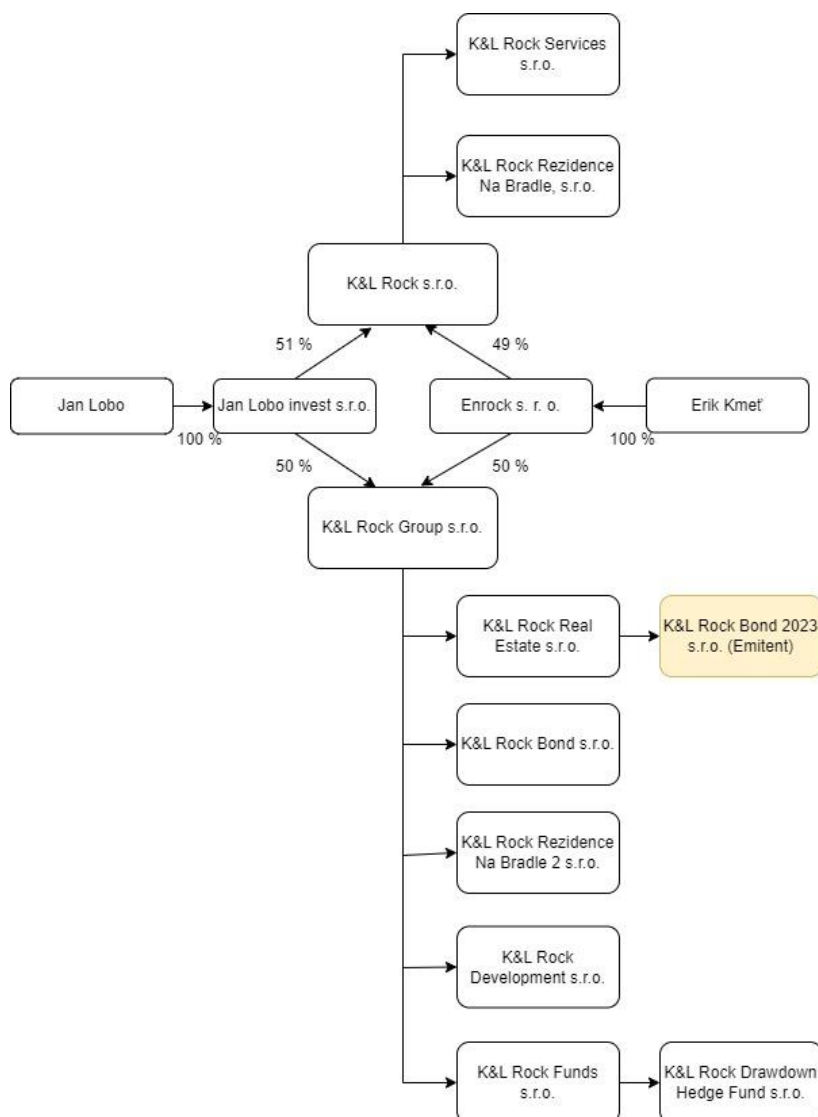 K&L Rock Services
s.r.o.
K&L Rock Rezidence
Na Bradle, s.r.o.
K&L Rock s.r.o.
51 %
49 %
Jan Lobo
Jan Lobo invest s.r.o.
Enrock s. r. o.
Erik Kmeť
100 %
100 %
50 %
50 %
K&L Rock Group s.r.o.
K&L Rock Real
Estate s.r.o.
K&L Rock Bond 2023
s.r.o. (Emitent)
K&L Rock Bond s.r.o.
K&L Rock Rezidence
Na Bradle 2 s.r.o.
K&L Rock
Development s.r.o.
K&L Rock Funds
s.r.o.
K&L Rock Drawdown
Hedge Fund s.r.o.